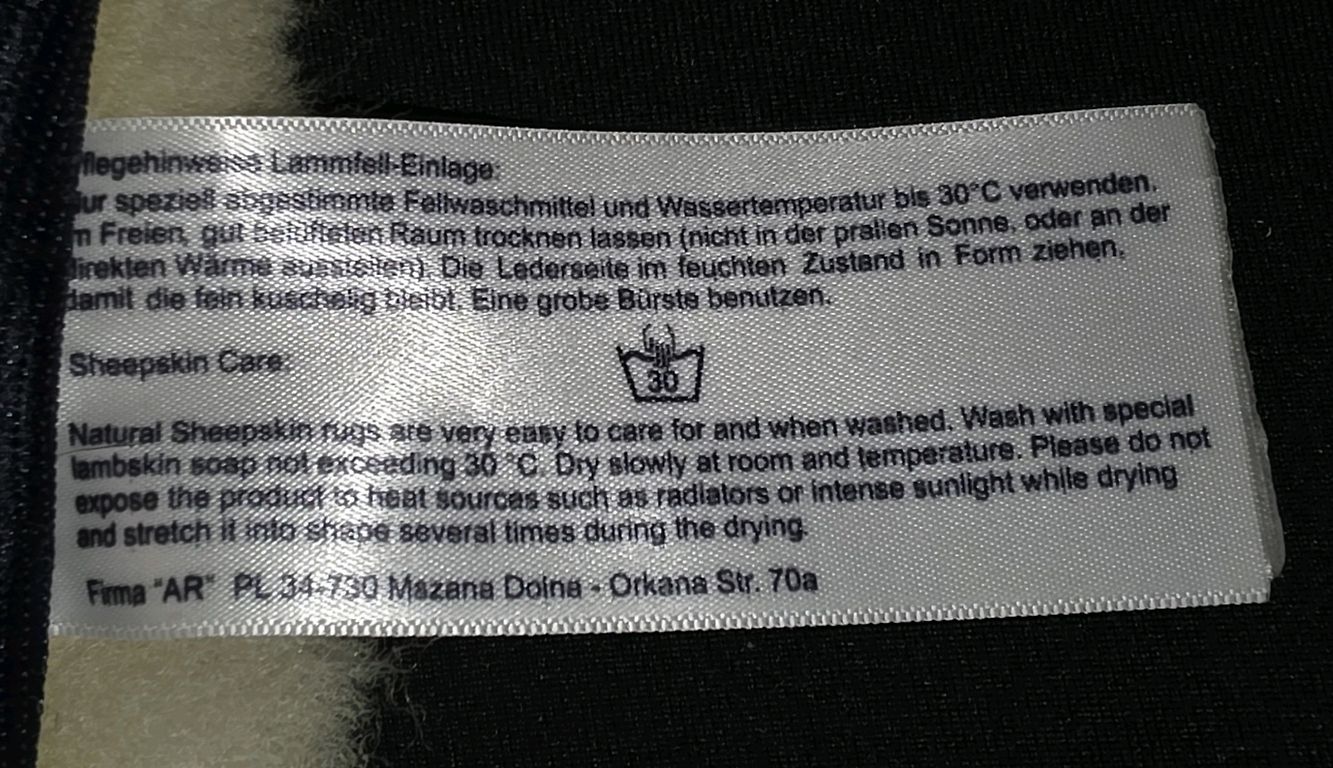 flegehinweise Lammfell-Einlage:
ur speziell abgestimmte Fellwaschmittel und Wassertemperatur bis 30°C verwenden.
m Freien, gut belüfteten Raum trocknen lassen (nicht in der prallen Sonne, oder an der
direkten Wärme ausstellen). Die Lederseite im feuchten Zustand in Form ziehen,
damit die fein kuschelig bleibt. Eine grobe Bürste benutzen.
Sheepskin Care:
30
Natural Sheepskin rugs are very easy to care for and when washed. Wash with special
lambskin soap not exceeding 30 °C. Dry slowly at room and temperature. Please do not
expose the product to heat sources such as radiators or intense sunlight while drying
and stretch it into shape several times during the drying.
Firma "AR" PL 34-730 Mazana Dolna - Orkana Str. 70a